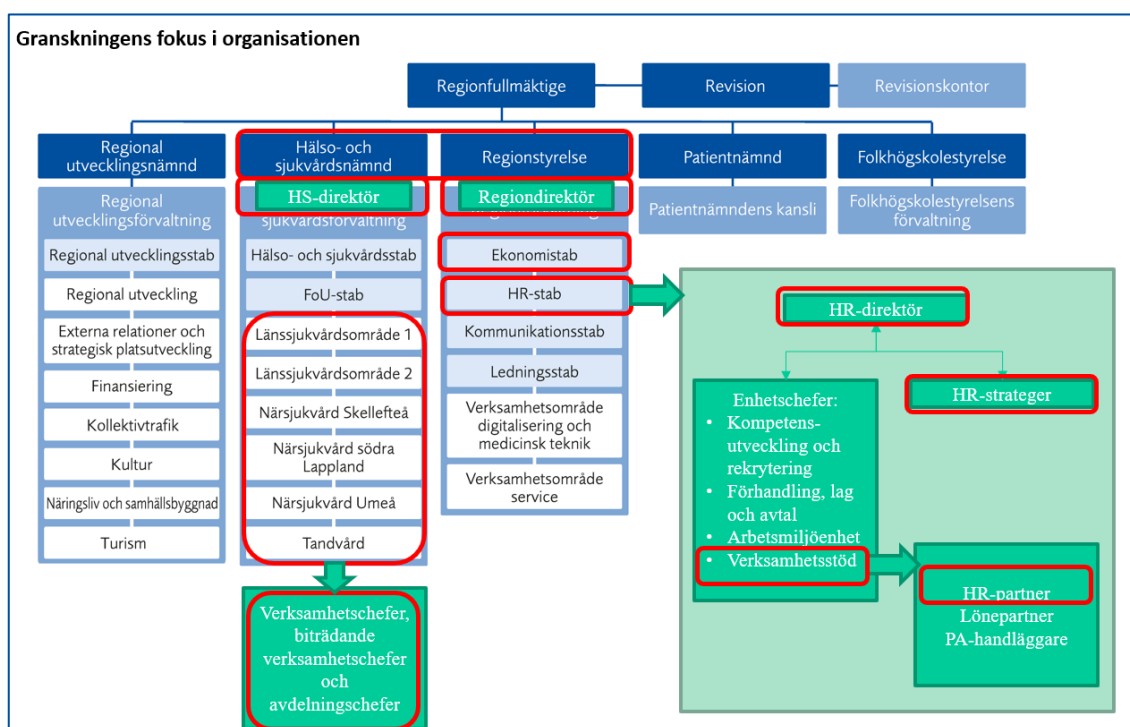 Granskningens fokus i organisationen
Regionfullmäktige
Revision
Revisionskontor
Regional
utvecklingsnämnd
Hälso- och
sjukvårdsnämnd
Regionstyrelse
Patientnämnd
Folkhögskolestyrelse
Regional
utvecklingsförvaltning
HS-direktör
sjukvårdsförvaltning
Regiondirektör
Patientnämndens kansli
Folkhögskolestyrelsens
förvaltning
Regional utvecklingsstab
Regional utveckling
Externa relationer och
strategisk platsutveckling
Finansiering
Kollektivtrafik
Kultur
Näringsliv och samhällsbyggnad
Turism
Hälso- och sjukvårdsstab
FoU-stab
Länssjukvårdsområde 1
Länssjukvårdsområde 2
Närsjukvård Skellefteå
Närsjukvård södra
Lappland
Närsjukvård Umeå
Tandvård
Verksamhetschefer,
biträdande
verksamhetschefer
och
avdelningschefer
Ekonomistab
HR-stab
Kommunikationsstab
Ledningsstab
Verksamhetsområde
digitalisering och
medicinsk teknik
Verksamhetsområde
service
HR-direktör
HR-strateger
Enhetschefer:
• Kompetens-
utveckling och
rekrytering
• Förhandling, lag
och avtal
• Arbetsmiljöenhet
• Verksamhetsstöd
HR-partner
Lönepartner
PA-handläggare